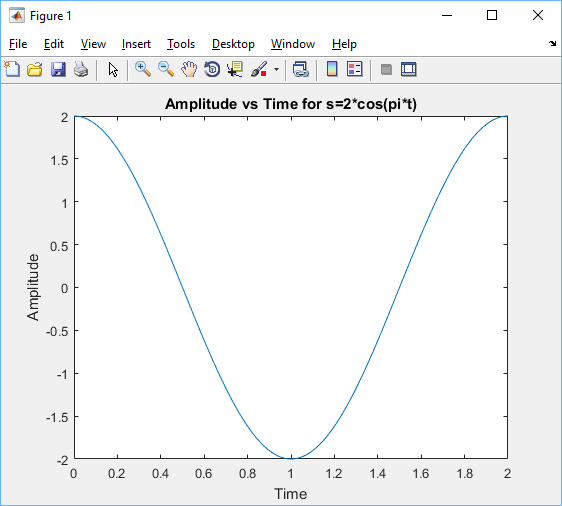 Figure 1
File Edit View Insert Tools Desktop Window Help
Amplitude vs Time for s=2*cos(pi*t)
2
1.5
1
0.5
0
-0.5
-1
-1.5
-2
Amplitude
0 0.2 0.4 0.6 0.8 1 1.2 1.4 1.6 1.8 2
Time